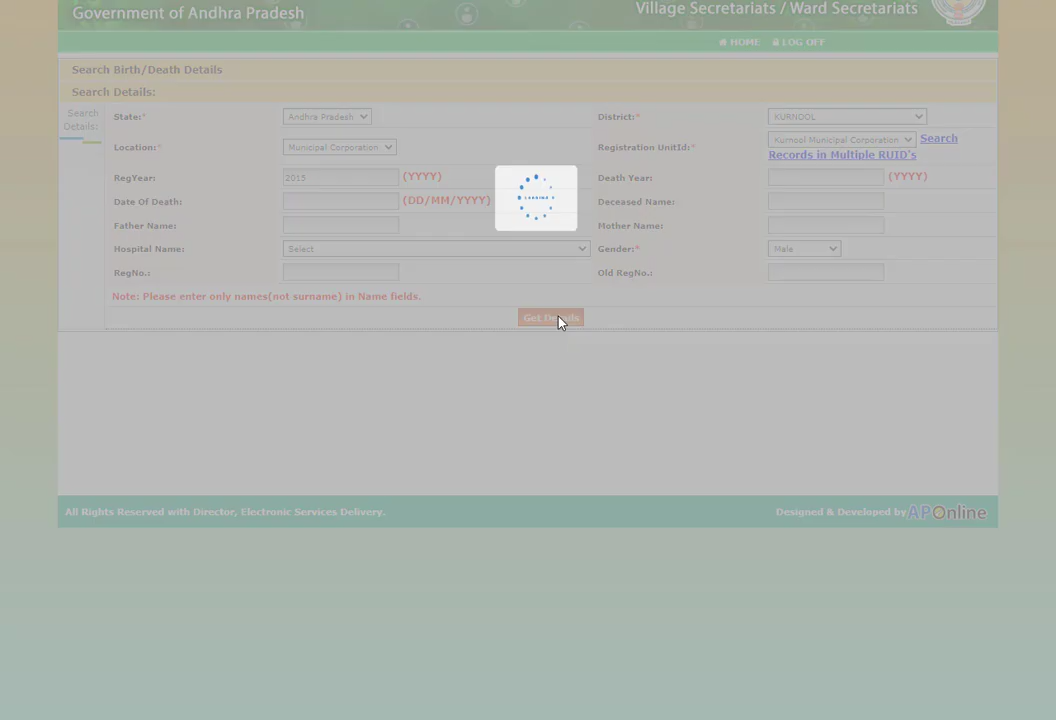 Government of Andhra Pradesh
Village Secretariats / Ward Secretariats
HOME LOG OFF
Search Birth/Death Details
Search Details:
Search Details:
State:* Andhra Pradesh District:* KURNOOL
Location:* Municipal Corporation Registration UnitId:* Kurnool Municipal Corporation Search Records in Multiple RUID's
RegYear: 2015 (YYYY) Death Year: (YYYY)
Date Of Death: (DD/MM/YYYY) Deceased Name:
Father Name: Mother Name:
Hospital Name: Select Gender:* Male
RegNo.: Old RegNo.:
Note: Please enter only names(not surname) in Name fields.
Get Details
LOADING
All Rights Reserved with Director, Electronic Services Delivery.
Designed & Developed by APOnline